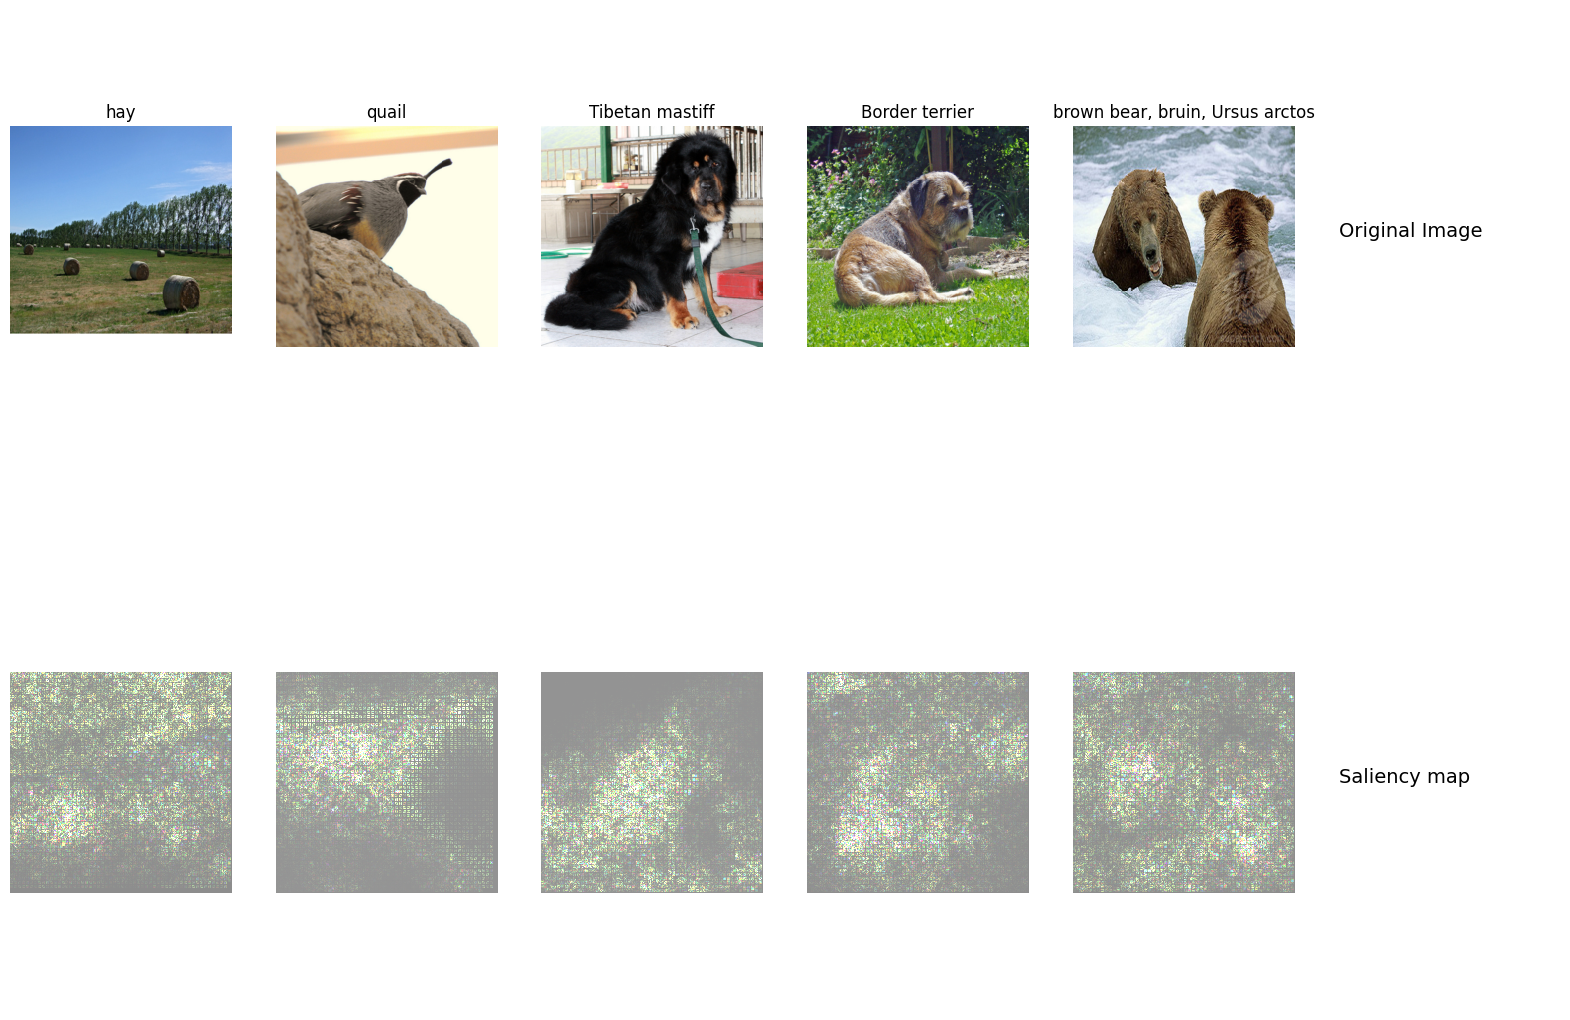 hay
quail
Tibetan mastiff
Border terrier
brown bear, bruin, Ursus arctos
Original Image
Saliency map